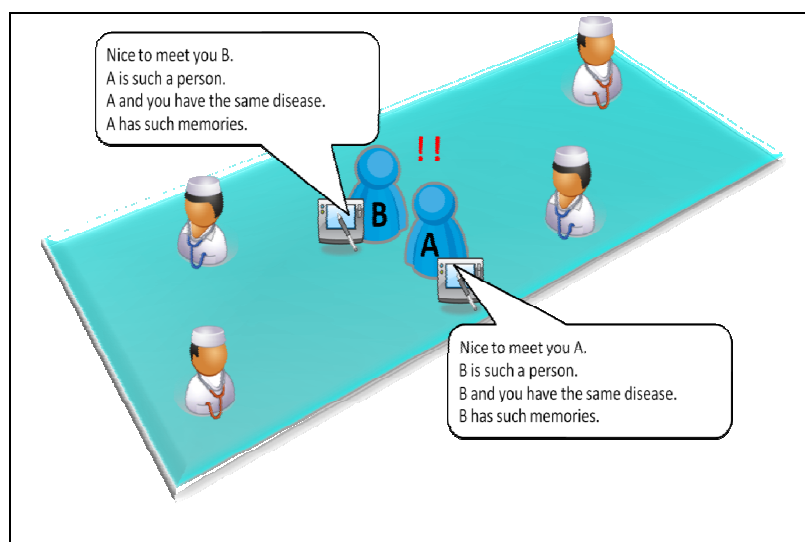 Nice to meet you B.
A is such a person.
A and you have the same disease.
A has such memories.
!!
B
A
Nice to meet you A.
B is such a person.
B and you have the same disease.
B has such memories.